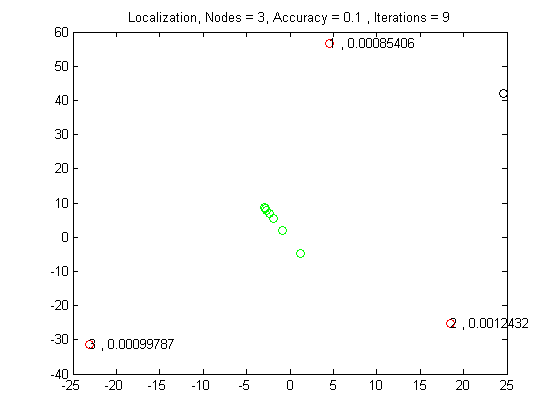 Localization, Nodes = 3, Accuracy = 0.1 , Iterations = 9
60
1 , 0.00085406
50
40
30
20
10
0
-10
-20
2 , 0.0012432
-30
3 , 0.00099787
-40
-25 -20 -15 -10 -5 0 5 10 15 20 25